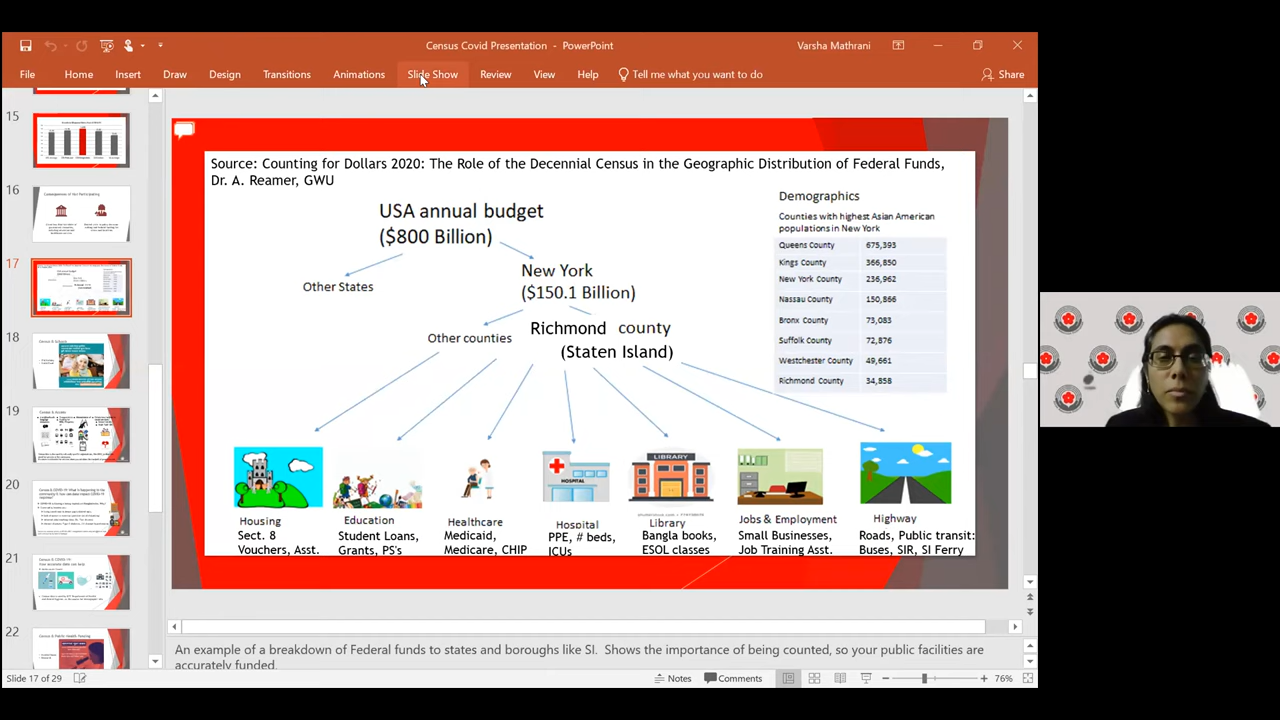 Census Covid Presentation - PowerPoint
Varsha Mathrani
File
Home
Insert
Draw
Design
Transitions
Animations
Slide Show
Review
View
Help
Tell me what you want to do
Share
15
16
17
18
19
20
21
22
Source: Counting for Dollars 2020: The Role of the Decennial Census in the Geographic Distribution of Federal Funds,
Dr. A. Reamer, GWU
USA annual budget
($800 Billion)
Other States
New York
($150.1 Billion)
Other counties
Richmond county
(Staten Island)
Demographics
Counties with highest Asian American
populations in New York
Queens County 675,393
Kings County 366,850
New York County 236,962
Nassau County 150,866
Bronx County 73,083
Suffolk County 72,876
Westchester County 49,661
Richmond County 34,858
HOSPITAL
LIBRARY
Housing
Sect. 8
Vouchers, Asst.
Education
Student Loans,
Grants, PS's
Healthcare
Medicaid,
Medicare, CHIP
Hospital
PPE, # beds,
ICUs
Library
Bangla books,
ESOL classes
Jobs & Employment
Small Businesses,
Job Training Asst.
Highway
Roads, Public transit:
Buses, SIR, SI Ferry
An example of a breakdown of Federal funds to states and boroughs like SI. Shows the importance of being counted, so your public facilities are
accurately funded.
Slide 17 of 29
Notes
Comments
76%